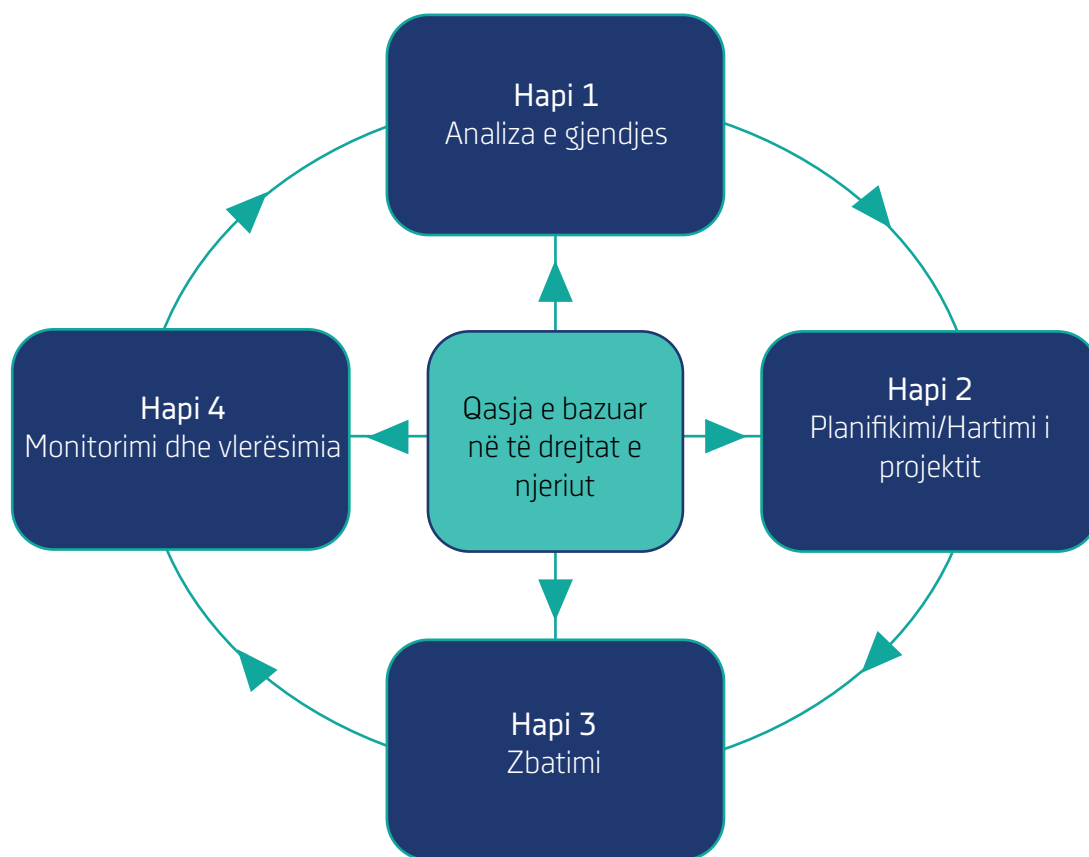 Hapi 1
Analiza e gjendjes
Hapi 4
Monitorimi dhe vlerësimia
Qasja e bazuar
në të drejtat e
njeriut
Hapi 2
Planifikimi/Hartimi i
projektit
Hapi 3
Zbatimi